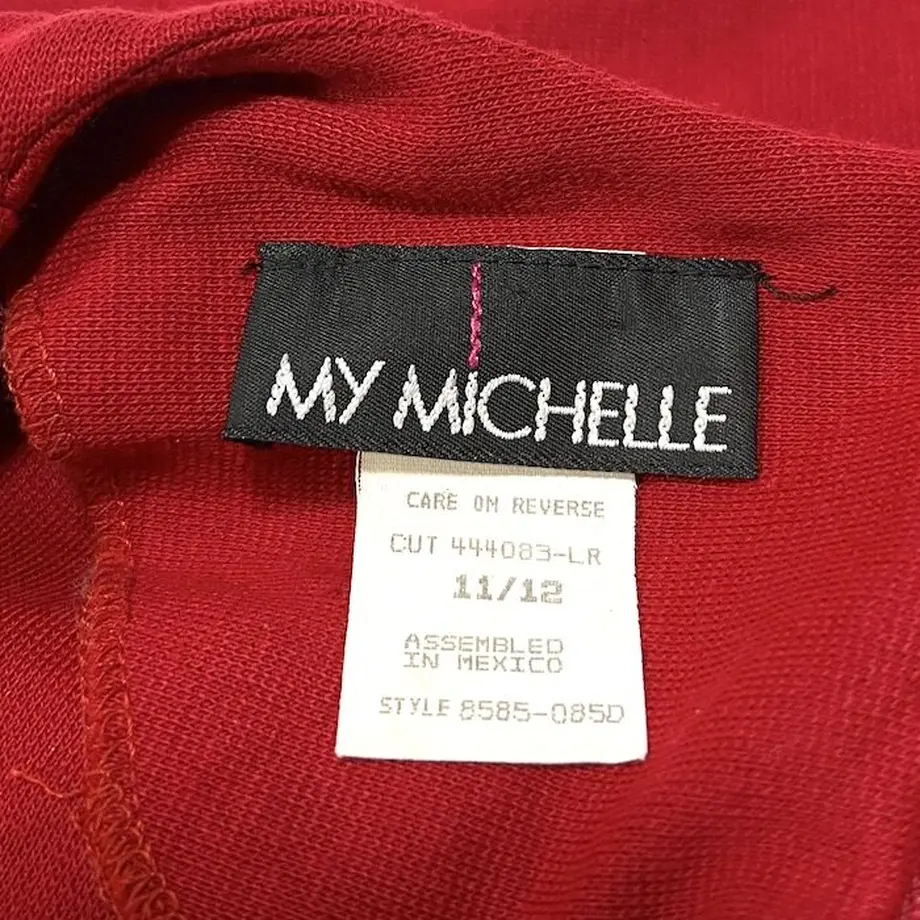 MY MICHELLE
CARE ON REVERSE
CUT 444083-LR
11/12
ASSEMBLED
IN MEXICO
STYLE 8585-085D